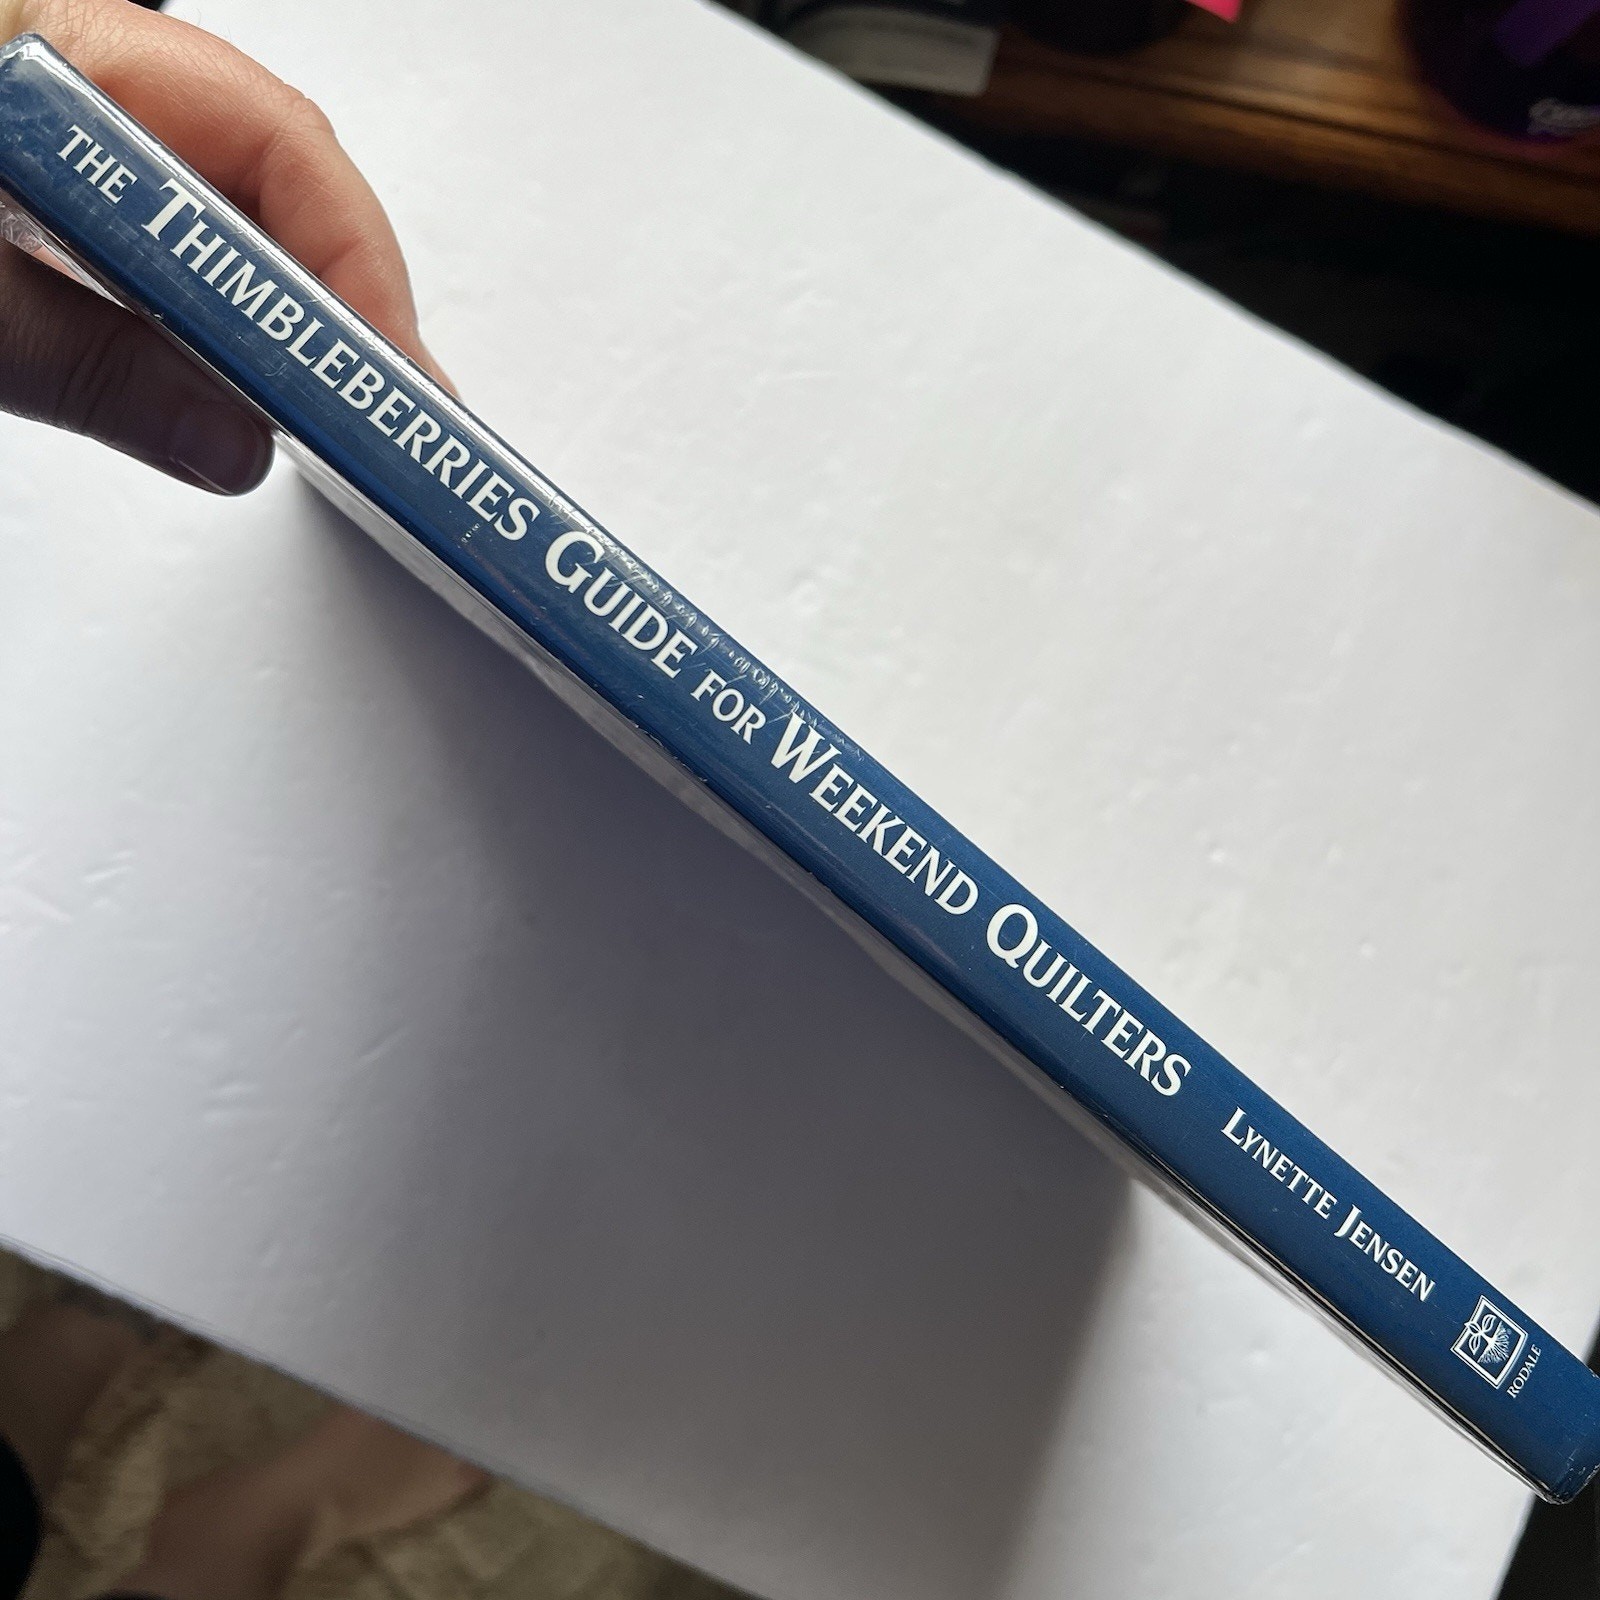 THE THIMBLEBERRIES GUIDE FOR WEEKEND QUILTERS LYNETTE JENSEN
RODALE